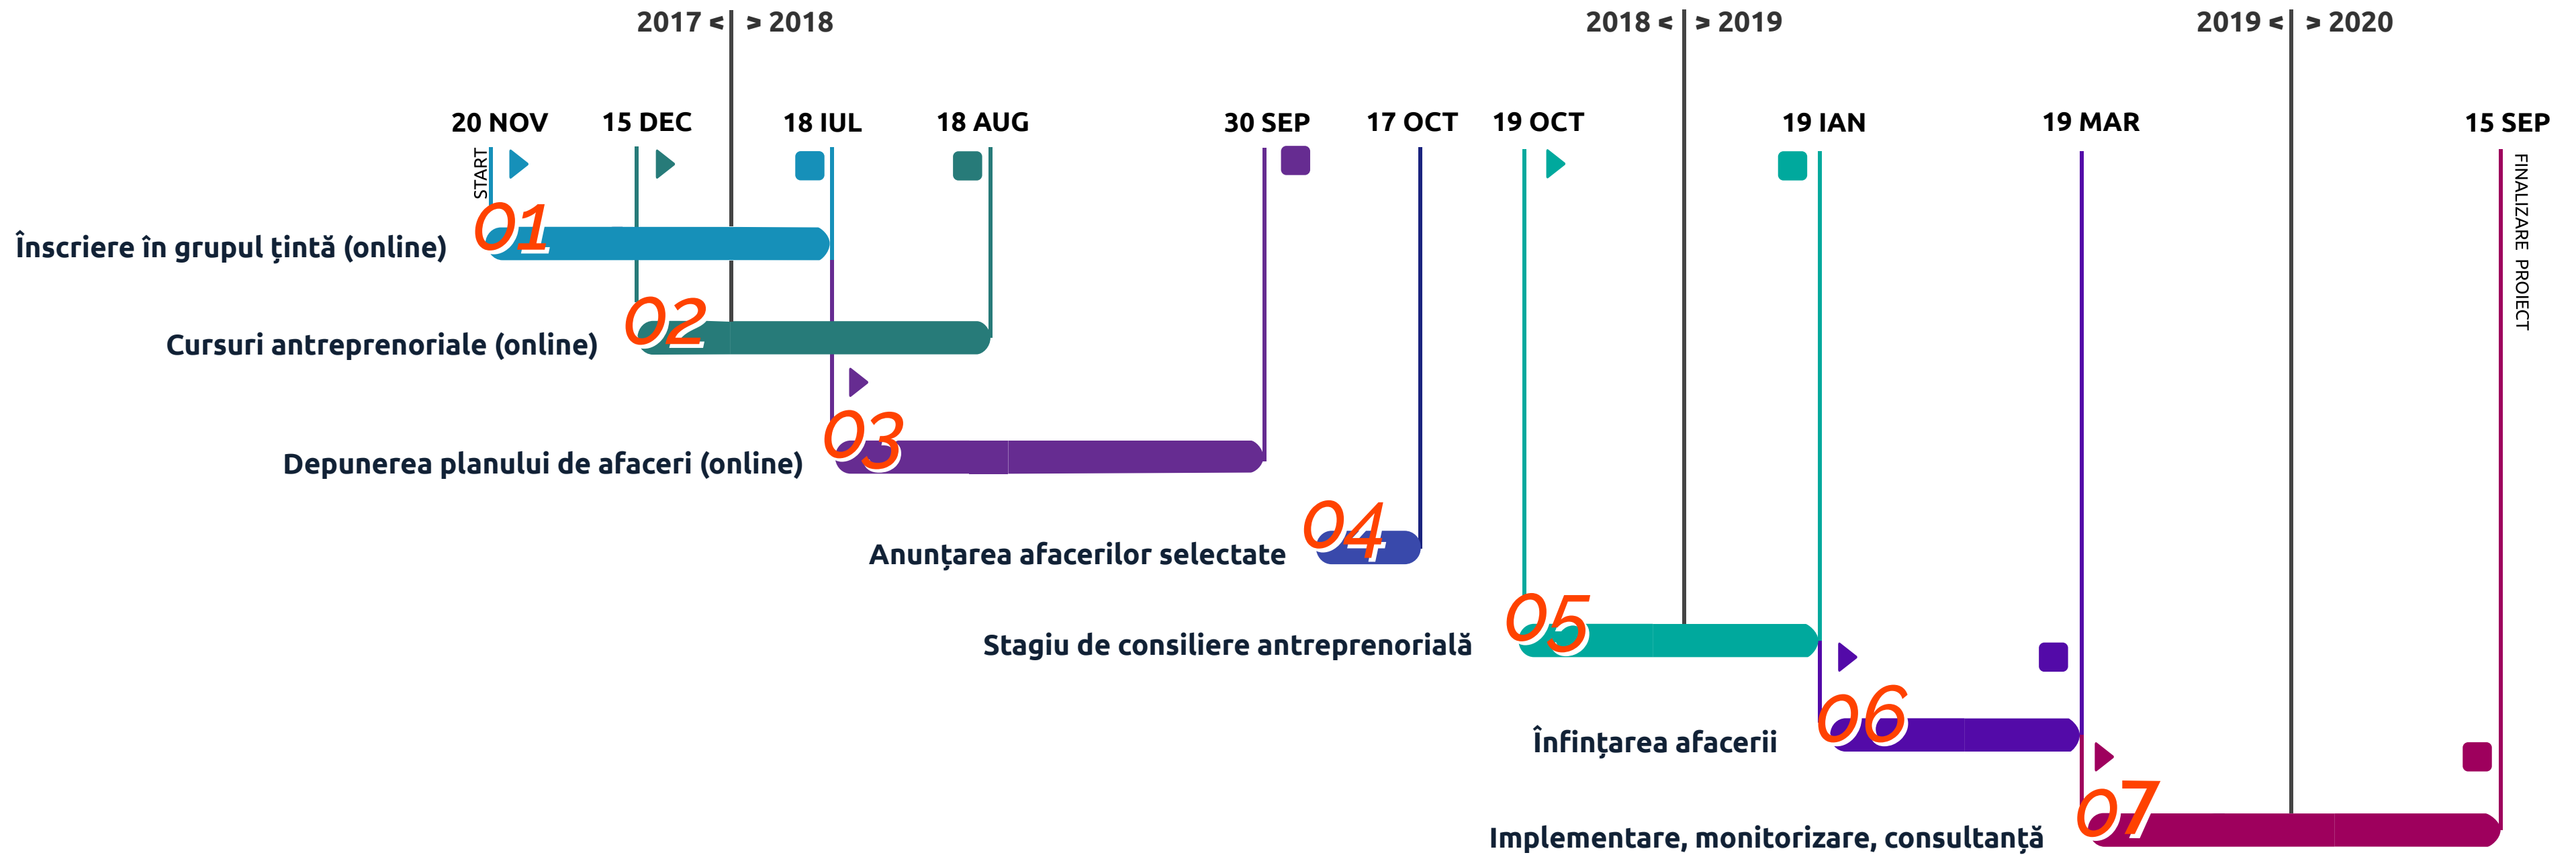 2017 < > 2018
2018 < > 2019
2019 < > 2020
20 NOV
15 DEC
18 IUL
18 AUG
30 SEP
17 OCT
19 OCT
19 IAN
19 MAR
15 SEP
START
FINALIZARE PROIECT
01
Înscriere în grupul țintă (online)
02
Cursuri antreprenoriale (online)
03
Depunerea planului de afaceri (online)
04
Anunțarea afacerilor selectate
05
Stagiu de consiliere antreprenorială
06
Înființarea afacerii
07
Implementare, monitorizare, consultanță